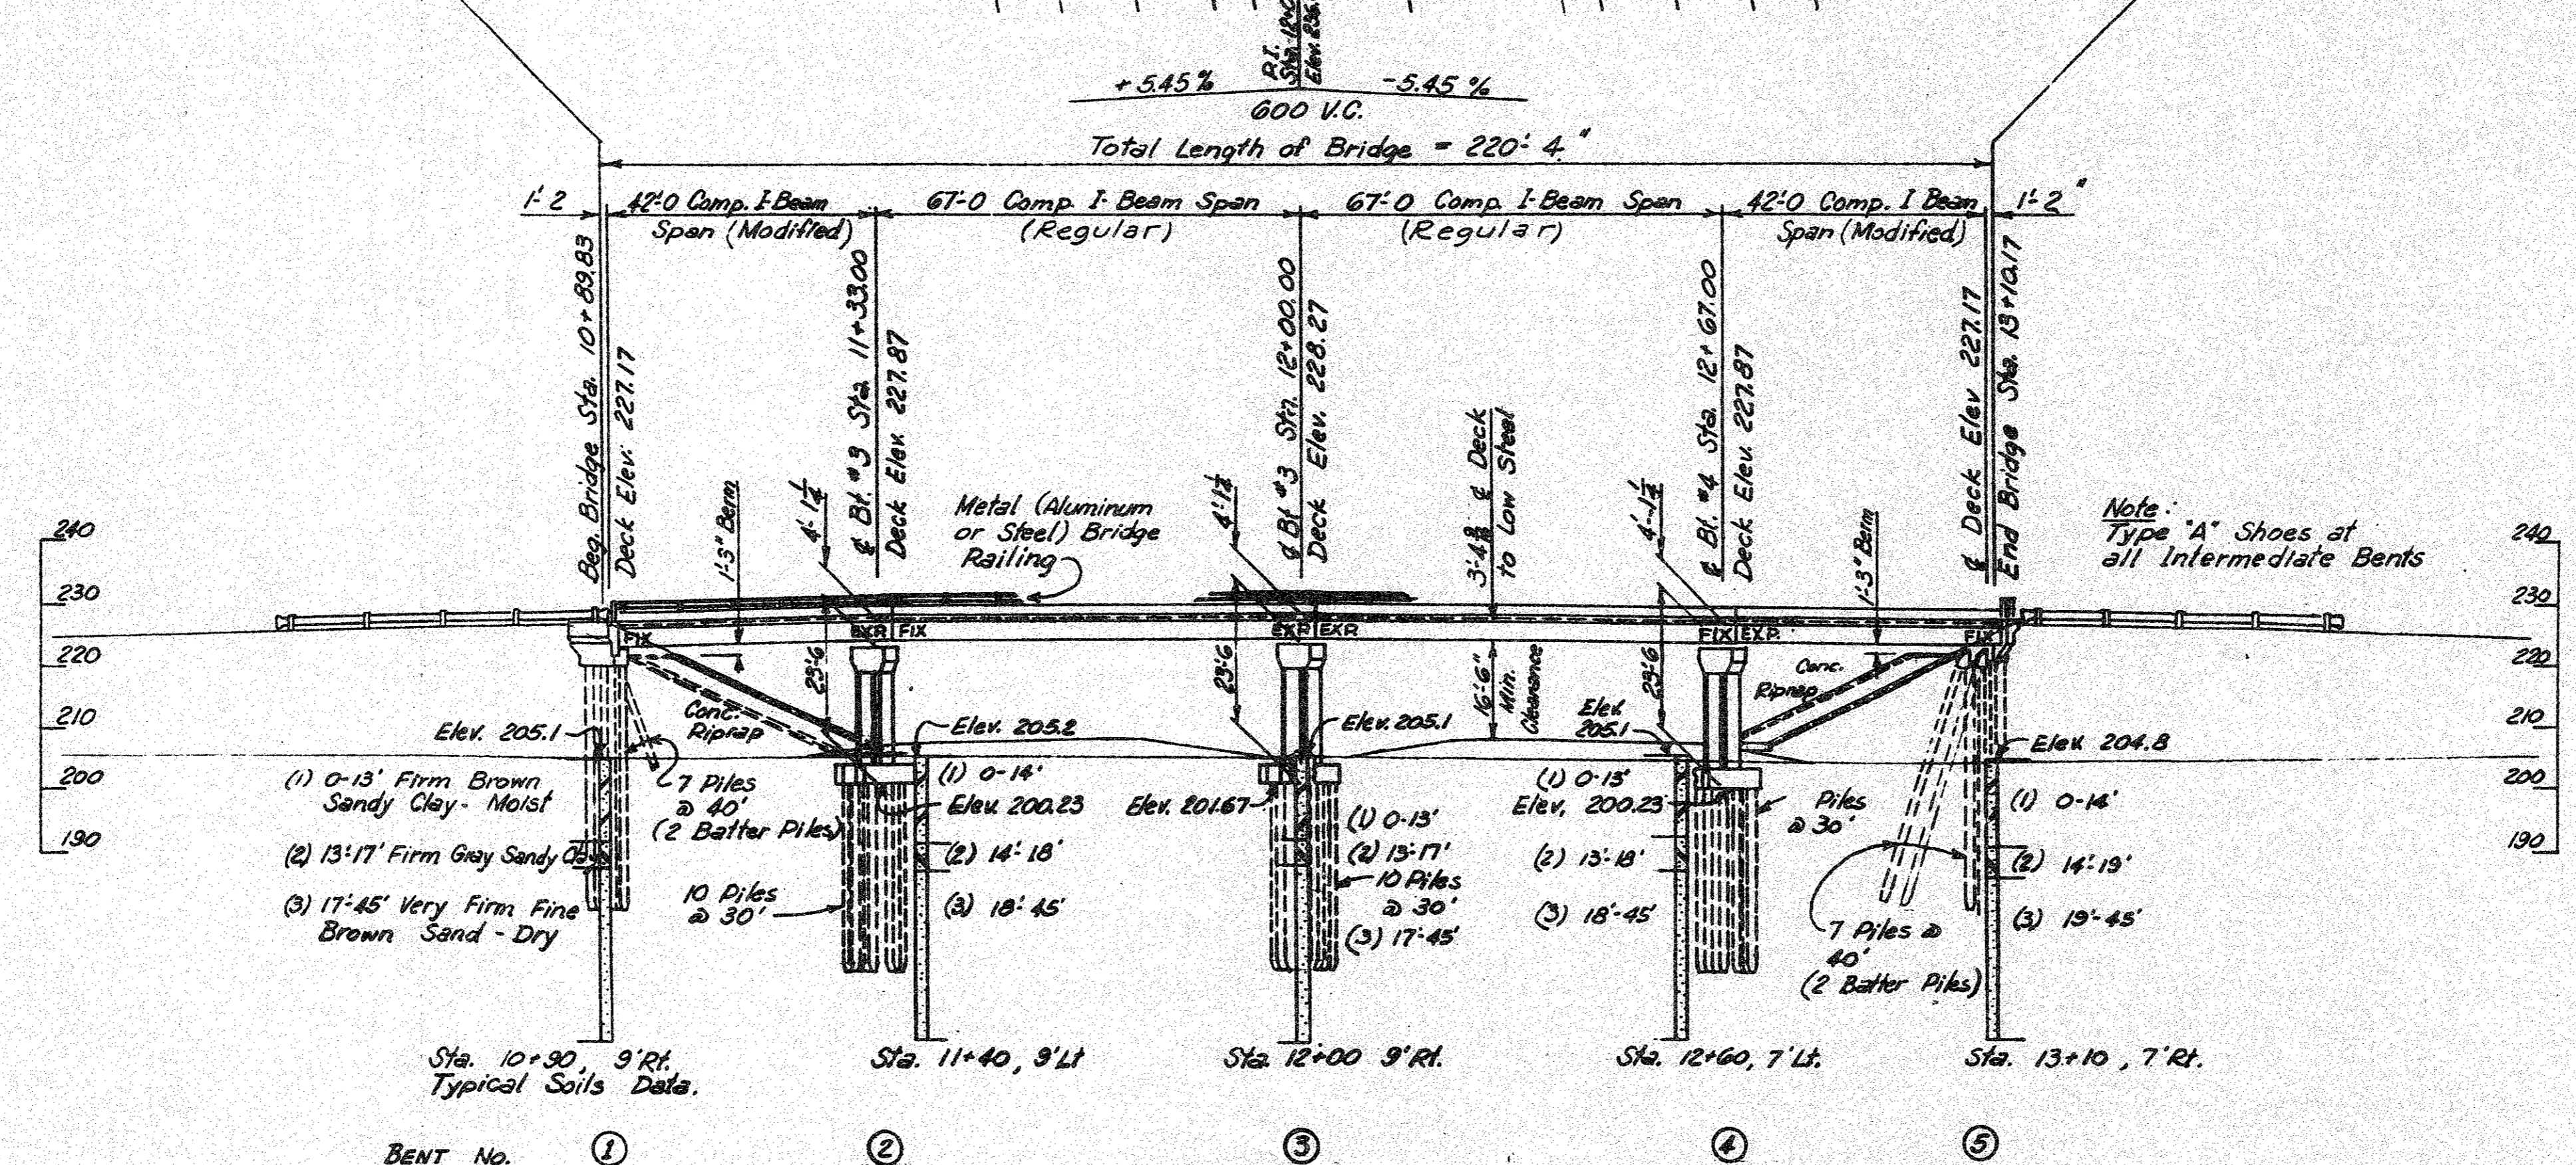 P.I.
Sta. 12+0
Elev. 236.
+5.45%
-5.45%
600 V.C.
Total Length of Bridge = 220'-4"
1'-2
42'-0 Comp. I-Beam
Span (Modified)
67'-0 Comp. I-Beam Span
(Regular)
67'-0 Comp. I-Beam Span
(Regular)
42'-0 Comp. I Beam
Span (Modified)
1'-2"
Beg. Bridge Sta. 10+89.83
Deck Elev. 227.17
1'-3" Berm
4'-1 1/4
℄ Bt. #3 Sta. 11+33.00
Deck Elev. 227.87
Metal (Aluminum
or Steel) Bridge
Railing
4'-1 1/4
℄ Bt #3 Stn. 12+00.00
Deck Elev. 228.27
℄ Deck
to Low Steel
4'-1 1/4
℄ Bt. #4 Sta. 12+67.00
Deck Elev. 227.87
1'-3" Berm
℄ Deck Elev 227.17
End Bridge Sta. 13+10.17
Note:
Type "A" Shoes at
all Intermediate Bents
240
230
220
210
200
190
240
230
220
210
200
190
FIX
EXP. FIX
EXP. EXP.
FIX EXP.
FIX
23'-6
23'-6
16'-6"
Min.
Clearance
23'-6
Conc.
Riprap
Conc.
Riprap
Elev. 205.1
Elev. 205.2
Elev. 205.1
Elev.
205.1
Elev. 204.8
(1) 0-13' Firm Brown
Sandy Clay - Moist
(2) 13'-17' Firm Gray Sandy Clay
(3) 17'-45' Very Firm Fine
Brown Sand - Dry
7 Piles
@ 40'
(2 Batter Piles)
10 Piles
@ 30'
(1) 0-14'
Elev. 200.23
(2) 14'-18'
(3) 18'-45'
Elev. 201.67
(1) 0-13'
(2) 13'-17'
10 Piles
@ 30'
(3) 17'-45'
(1) 0-13'
Elev. 200.23
(2) 13'-18'
(3) 18'-45'
Piles
@ 30'
7 Piles @
40'
(2 Batter Piles)
(1) 0-14'
(2) 14'-19'
(3) 19'-45'
Sta. 10+90, 9' Rt.
Typical Soils Data.
Sta. 11+40, 9' Lt
Sta. 12+00 9' Rt.
Sta. 12+60, 7' Lt.
Sta. 13+10, 7' Rt.
BENT No. 1 2 3 4 5